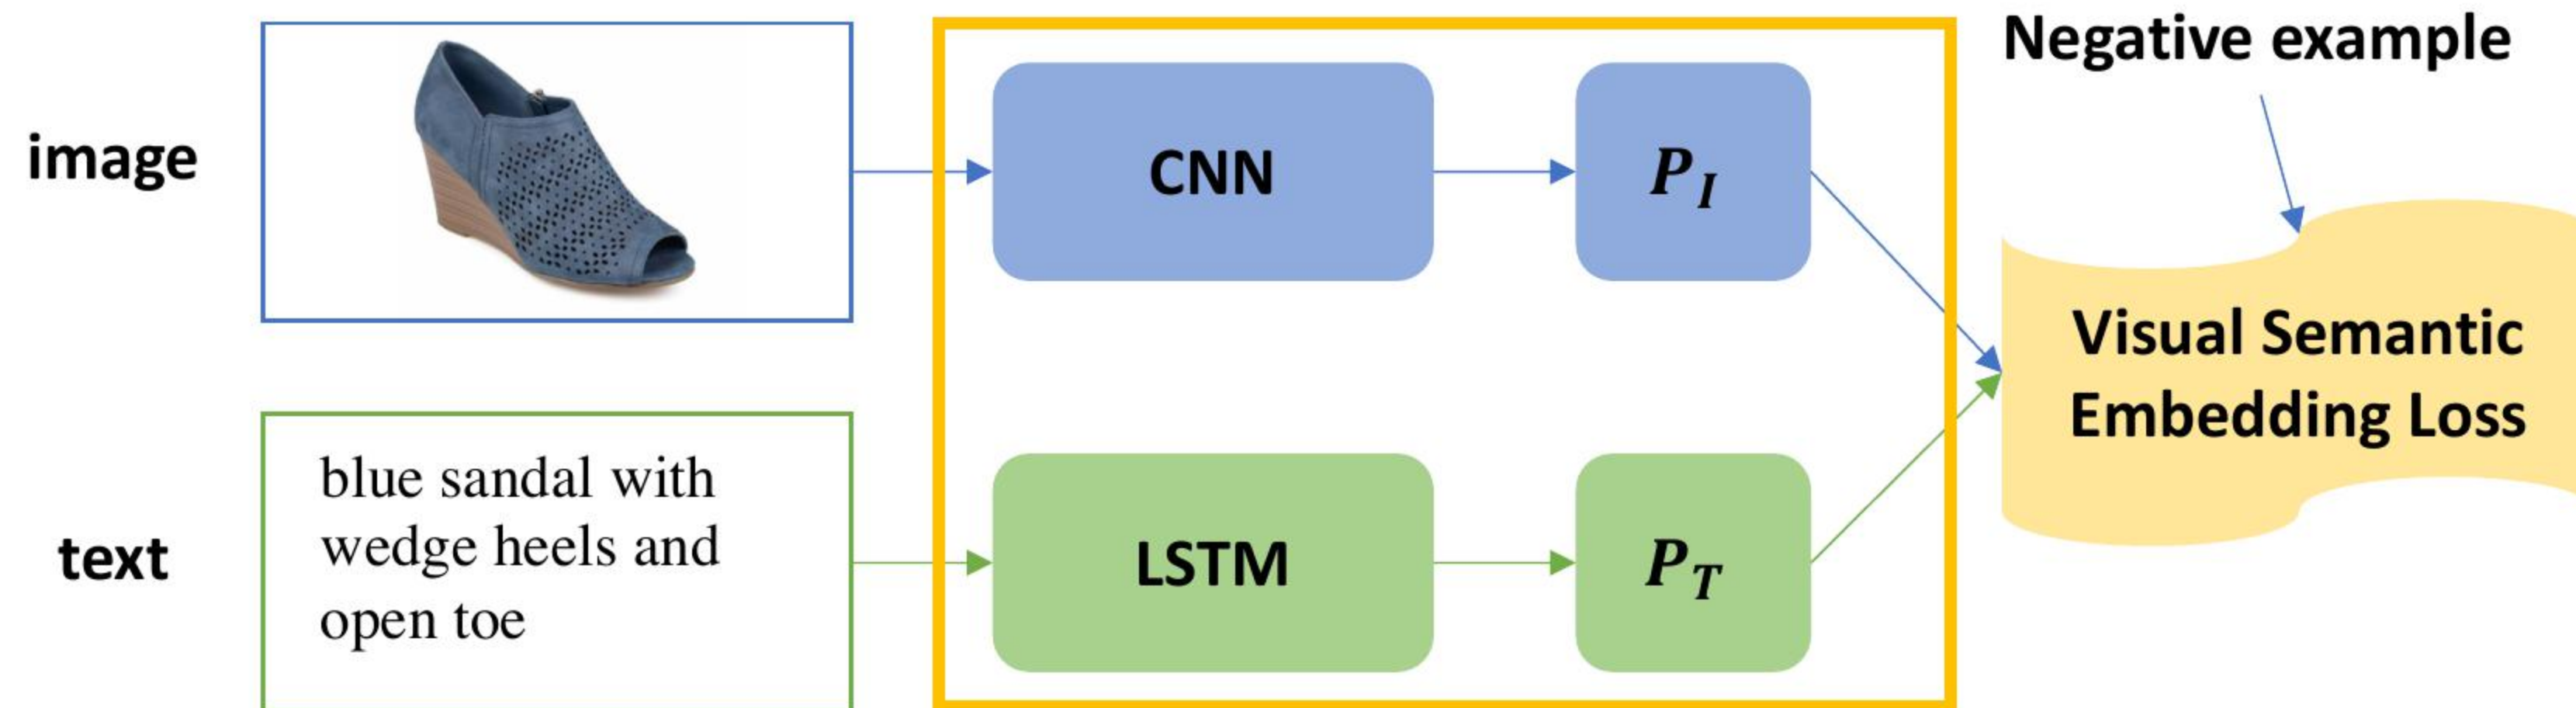 image
CNN
P_I
Negative example
Visual Semantic
Embedding Loss
text
blue sandal with
wedge heels and
open toe
LSTM
P_T